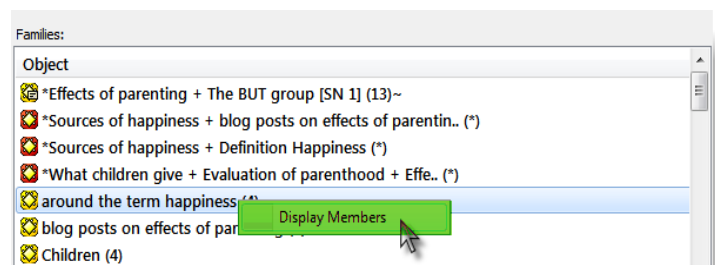 Families:
Object
*Effects of parenting + The BUT group [SN 1] (13)~
*Sources of happiness + blog posts on effects of parentin.. (*)
*Sources of happiness + Definition Happiness (*)
*What children give + Evaluation of parenthood + Effe.. (*)
around the term happiness (4)
Display Members
blog posts on effects of par
Children (4)